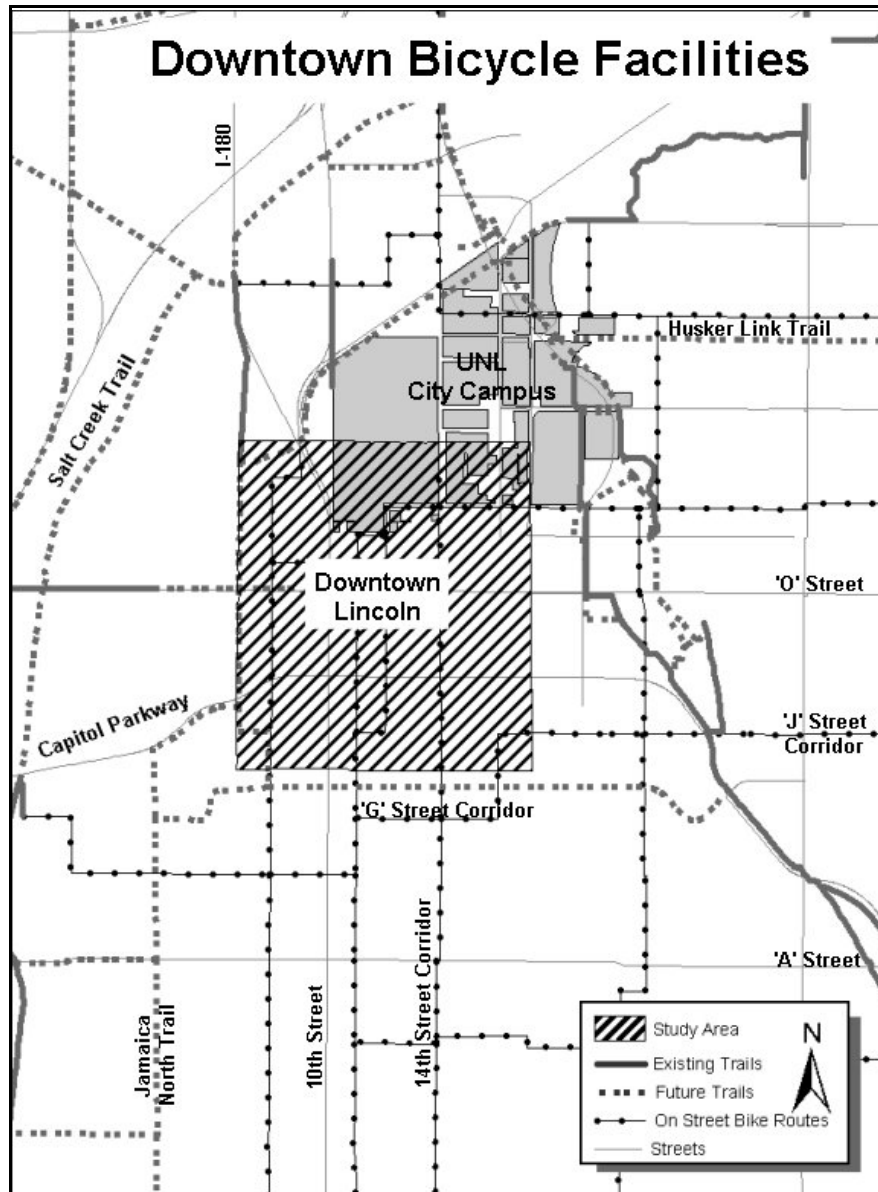 Downtown Bicycle Facilities
I-180
Husker Link Trail
UNL
City Campus
Salt Creek Trail
Downtown
Lincoln
'O' Street
Capitol Parkway
'J' Street
Corridor
'G' Street Corridor
'A' Street
Jamaica
North Trail
10th Street
14th Street Corridor
Study Area
N
Existing Trails
Future Trails
On Street Bike Routes
Streets